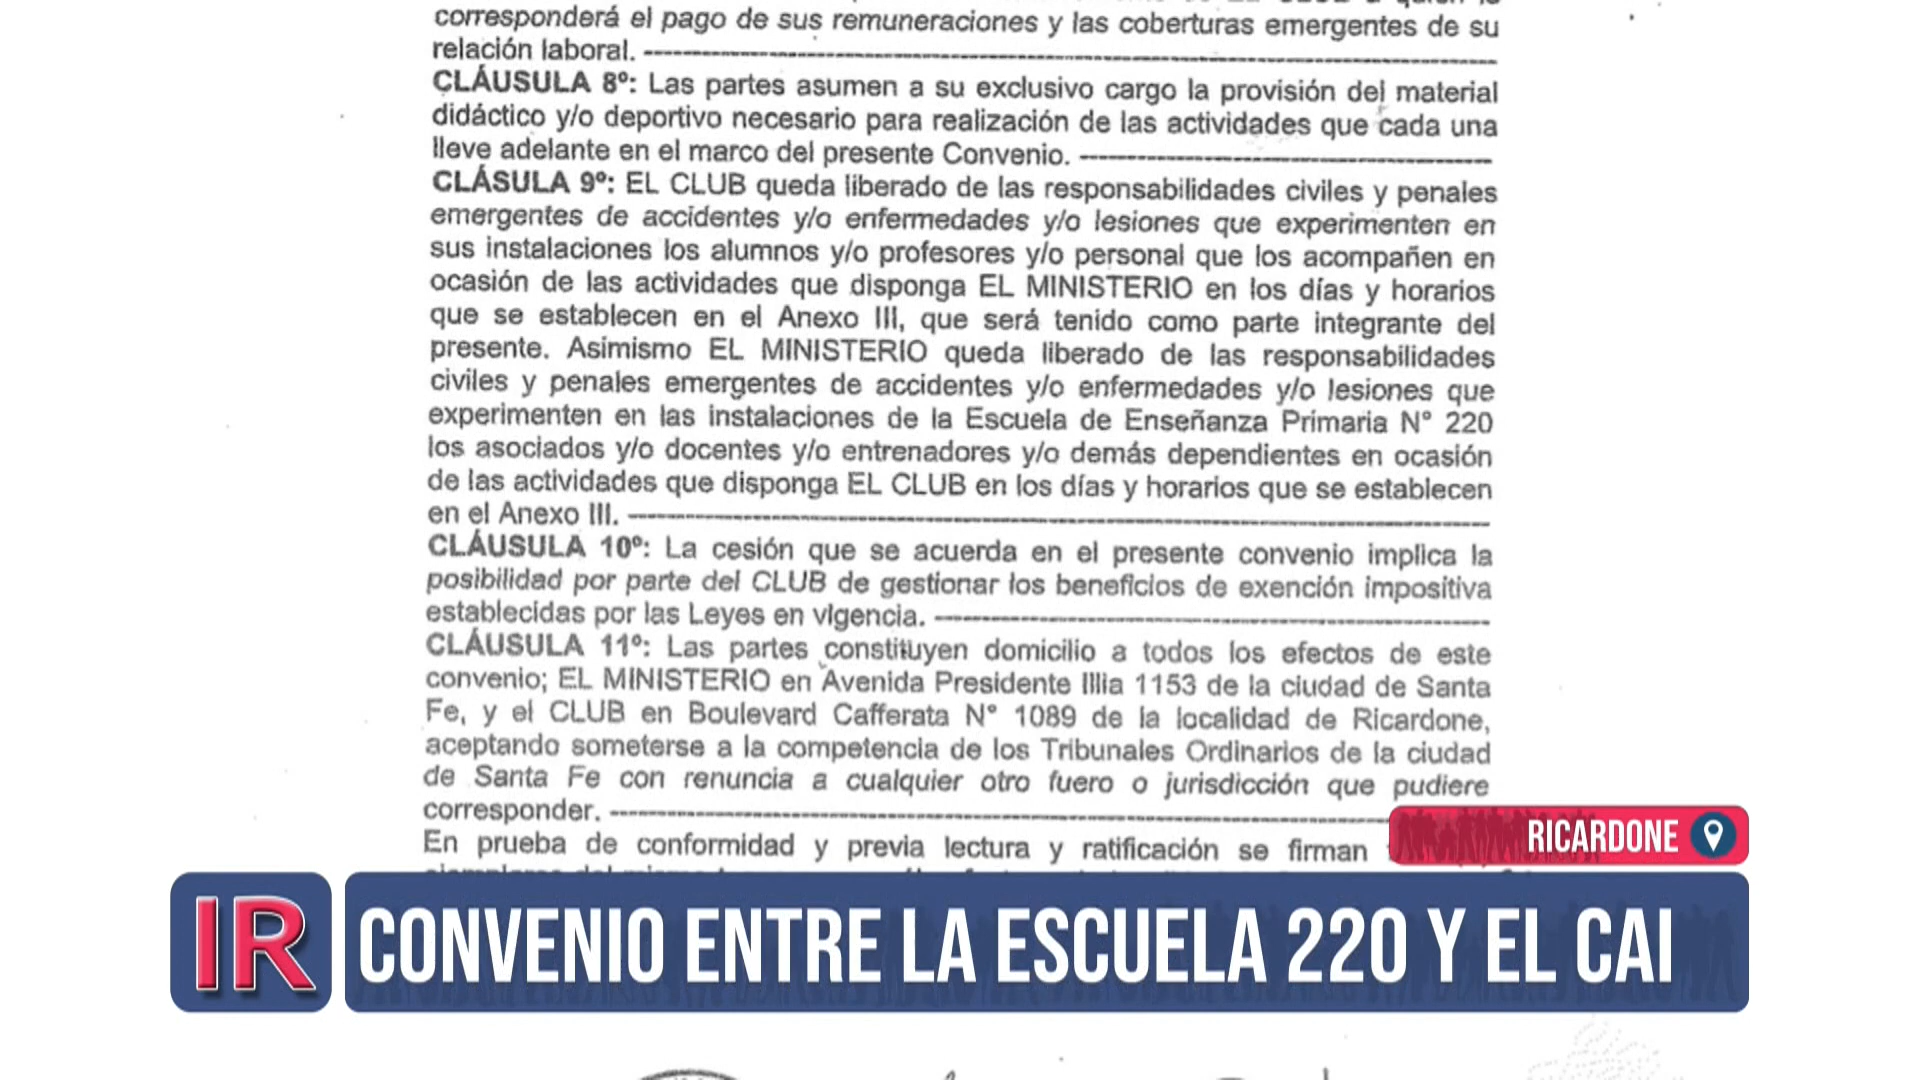 corresponderá el pago de sus remuneraciones y las coberturas emergentes de su
relación laboral.
CLÁUSULA 8º: Las partes asumen a su exclusivo cargo la provisión del material
didáctico y/o deportivo necesario para realización de las actividades que cada una
lleve adelante en el marco del presente Convenio.
CLÁSULA 9º: EL CLUB queda liberado de las responsabilidades civiles y penales
emergentes de accidentes y/o enfermedades y/o lesiones que experimenten en
sus instalaciones los alumnos y/o profesores y/o personal que los acompañen en
ocasión de las actividades que disponga EL MINISTERIO en los días y horarios
que se establecen en el Anexo III, que será tenido como parte integrante del
presente. Asimismo EL MINISTERIO queda liberado de las responsabilidades
civiles y penales emergentes de accidentes y/o enfermedades y/o lesiones que
experimenten en las instalaciones de la Escuela de Enseñanza Primaria N° 220
los asociados y/o docentes y/o entrenadores y/o demás dependientes en ocasión
de las actividades que disponga EL CLUB en los días y horarios que se establecen
en el Anexo III.
CLÁUSULA 10º: La cesión que se acuerda en el presente convenio implica la
posibilidad por parte del CLUB de gestionar los beneficios de exención impositiva
establecidas por las Leyes en vigencia.
CLÁUSULA 11º: Las partes constituyen domicilio a todos los efectos de este
convenio; EL MINISTERIO en Avenida Presidente Illia 1153 de la ciudad de Santa
Fe, y el CLUB en Boulevard Cafferata N° 1089 de la localidad de Ricardone,
aceptando someterse a la competencia de los Tribunales Ordinarios de la ciudad
de Santa Fe con renuncia a cualquier otro fuero o jurisdicción que pudiere
corresponder.
En prueba de conformidad y previa lectura y ratificación se firman
RICARDONE
IR
CONVENIO ENTRE LA ESCUELA 220 Y EL CAI